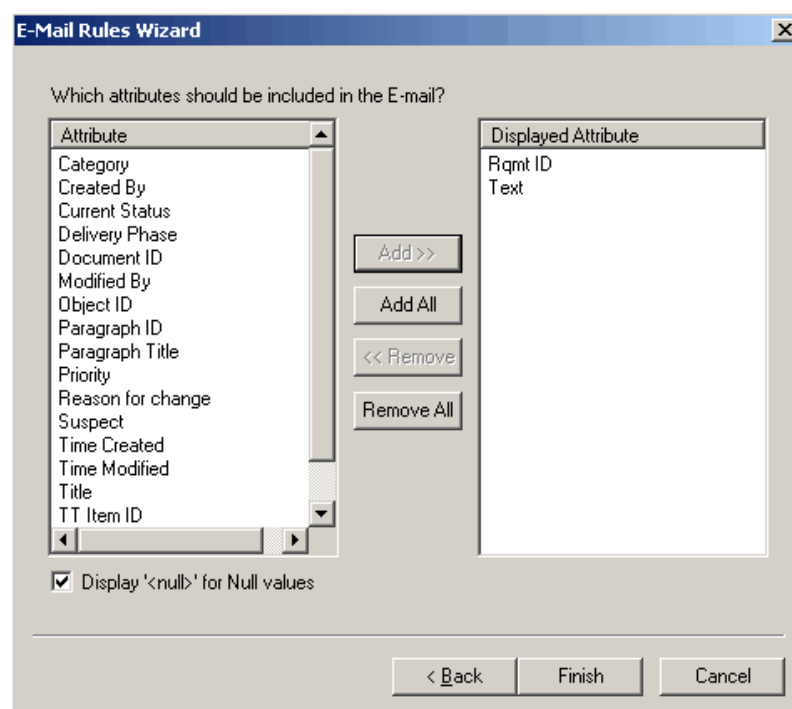 E-Mail Rules Wizard
Which attributes should be included in the E-mail?
Attribute
Category
Created By
Current Status
Delivery Phase
Document ID
Modified By
Object ID
Paragraph ID
Paragraph Title
Priority
Reason for change
Suspect
Time Created
Time Modified
Title
TT Item ID
Add >>
Add All
<< Remove
Remove All
Displayed Attribute
Rqmt ID
Text
Display '<null>' for Null values
< Back
Finish
Cancel